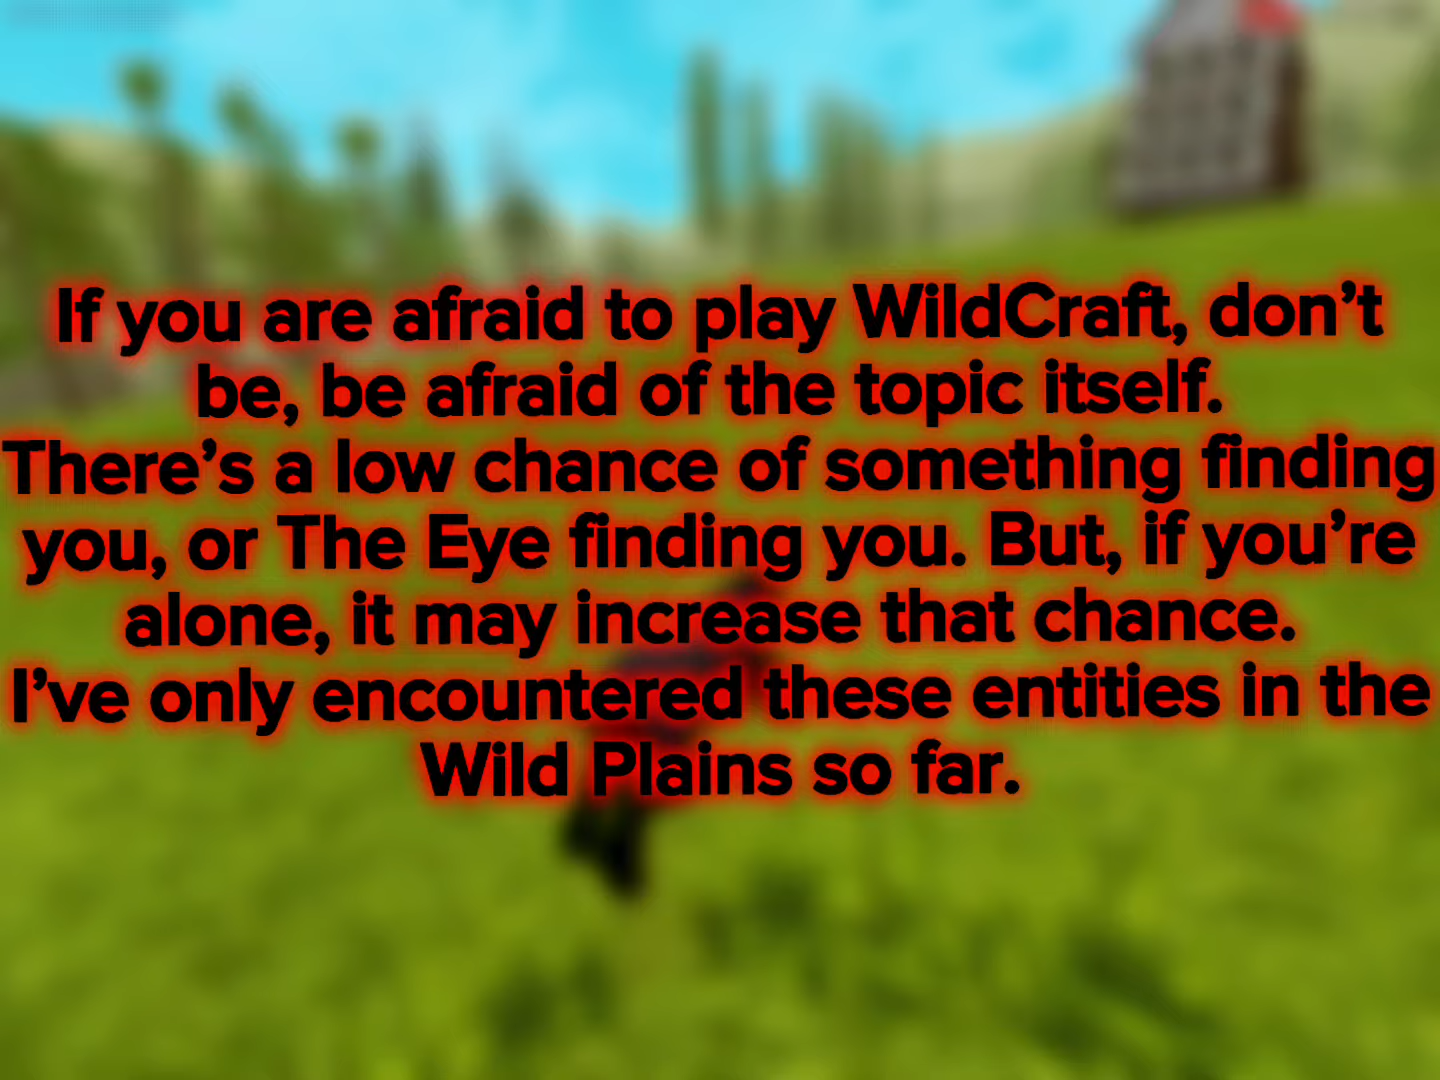 If you are afraid to play WildCraft, don’t
be, be afraid of the topic itself.
There’s a low chance of something finding
you, or The Eye finding you. But, if you’re
alone, it may increase that chance.
I’ve only encountered these entities in the
Wild Plains so far.